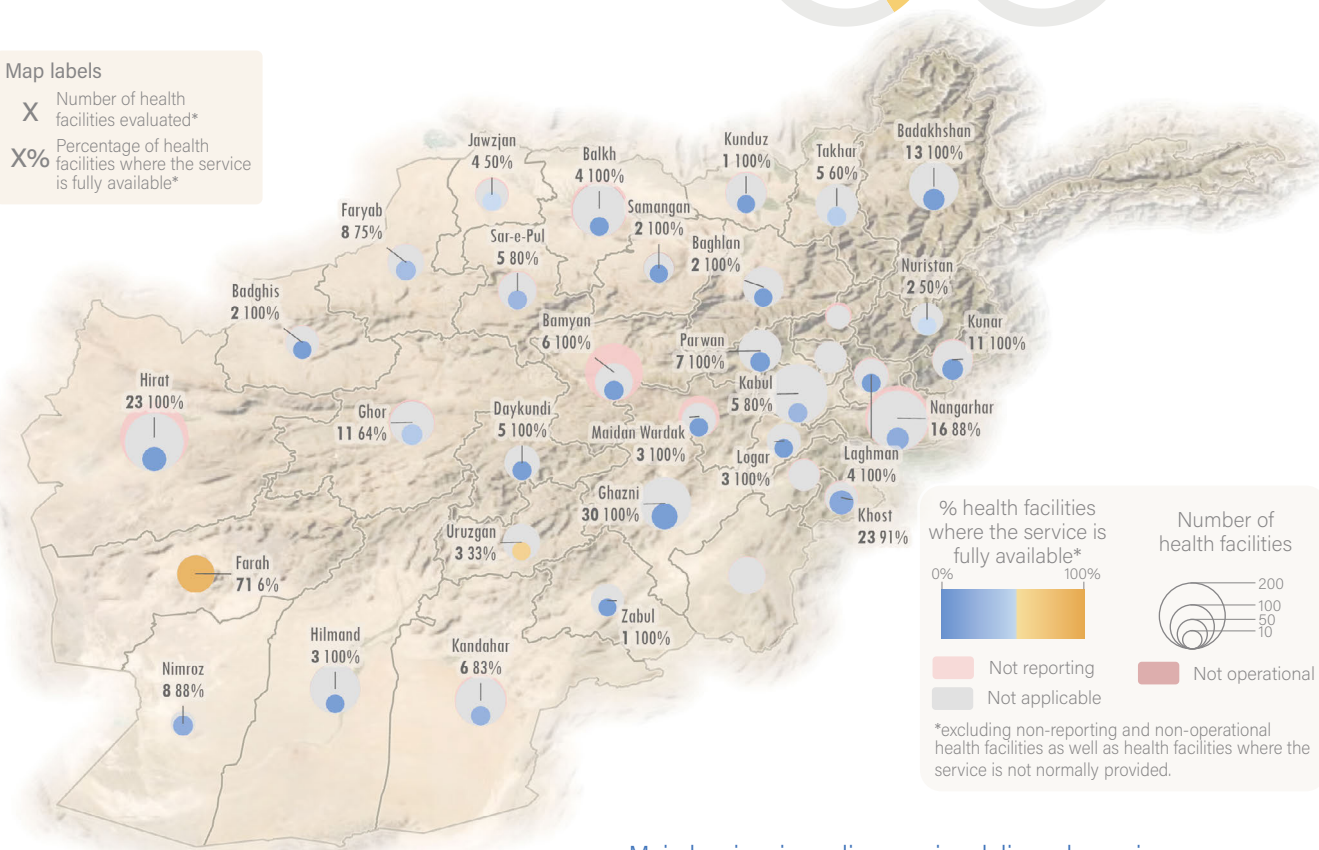 Map labels
X Number of health
facilities evaluated*
X% Percentage of health
facilities where the service
is fully available*
Jawzjan
4 50%
Balkh
4 100%
Kunduz
1 100%
Takhar
5 60%
Badakhshan
13 100%
Faryab
8 75%
Samangan
2 100%
Sar-e-Pul
5 80%
Baghlan
2 100%
Nuristan
2 50%
Badghis
2 100%
Bamyan
6 100%
Parwan
7 100%
Kunar
11 100%
Hirat
23 100%
Kabul
5 80%
Ghor
11 64%
Daykundi
5 100%
Maidan Wardak
3 100%
Nangarhar
16 88%
Logar
3 100%
Laghman
4 100%
Ghazni
30 100%
Khost
23 91%
Uruzgan
3 33%
Farah
71 6%
Zabul
1 100%
Hilmand
3 100%
Kandahar
6 83%
Nimroz
8 88%
% health facilities
where the service is
fully available*
0% 100%
Number of
health facilities
200
100
50
10
Not reporting
Not operational
Not applicable
*excluding non-reporting and non-operational
health facilities as well as health facilities where the
service is not normally provided.